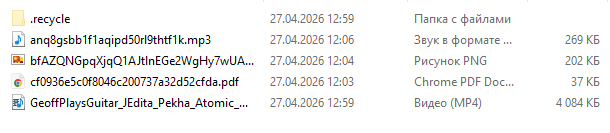 .recycle 27.04.2026 12:59 Папка с файлами
anq8gsbb1f1aqipd50rl9thtf1k.mp3 27.04.2026 12:06 Звук в формате ... 269 КБ
bfAZQNGpqXjqQ1AJtlnEGe2WgHy7wUA... 27.04.2026 12:04 Рисунок PNG 202 КБ
cf0936e5c0f8046c200737a32d52cfda.pdf 27.04.2026 12:03 Chrome PDF Doc... 37 КБ
GeoffPlaysGuitar_JEdita_Pekha_Atomic_... 27.04.2026 12:59 Видео (MP4) 4 084 КБ